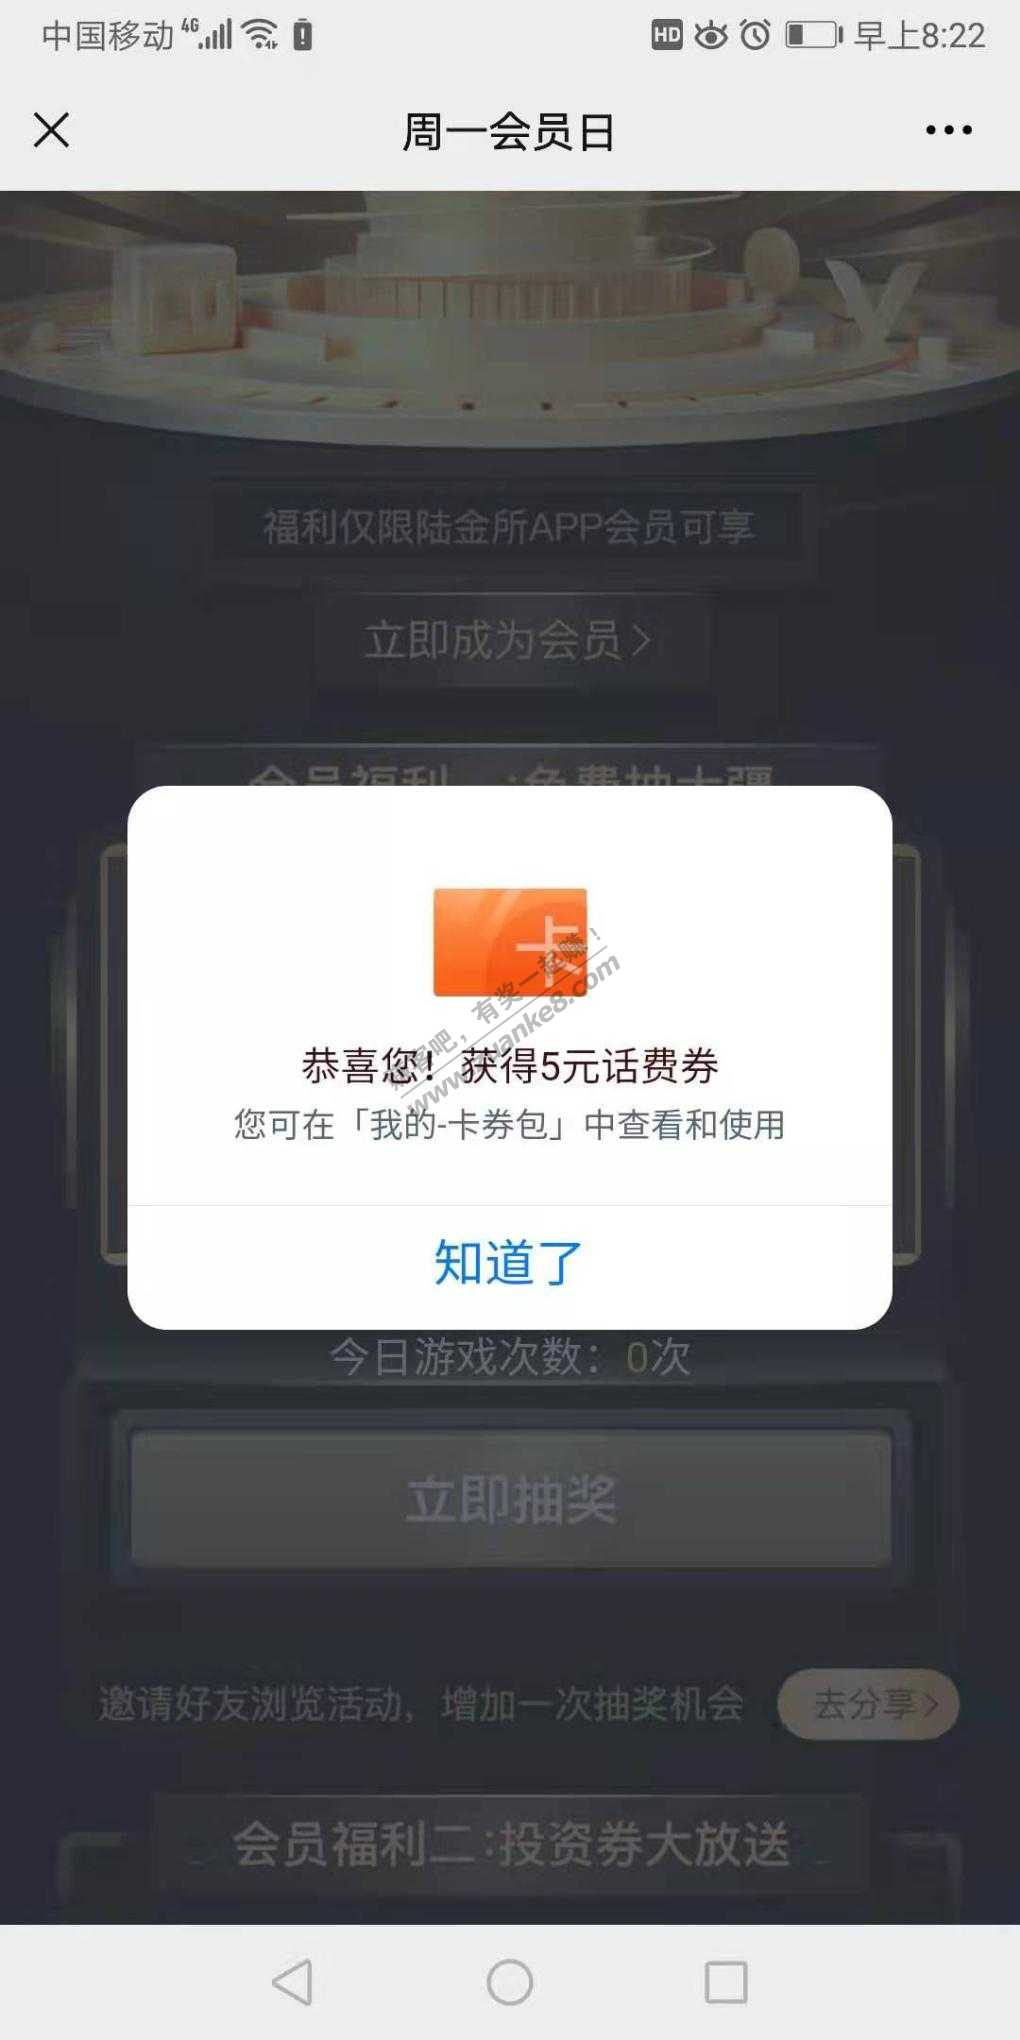 中国移动 4G HD 早上8:22
周一会员日
福利仅限陆金所APP会员可享
立即成为会员>
会员福利一:免费抽大疆
卡
恭喜您！获得5元话费券
您可在「我的-卡券包」中查看和使用
赚客吧，有奖一起赚！
www.zuanke8.com
知道了
今日游戏次数：0次
立即抽奖
邀请好友浏览活动，增加一次抽奖机会 去分享>
会员福利二:投资券大放送